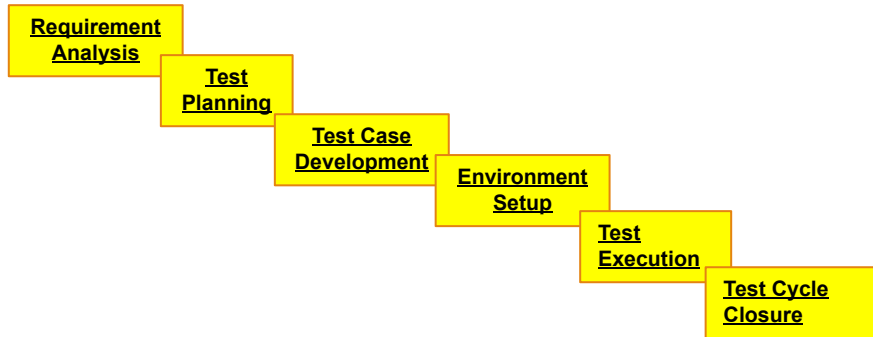 Requirement
Analysis
Test
Planning
Test Case
Development
Environment
Setup
Test
Execution
Test Cycle
Closure